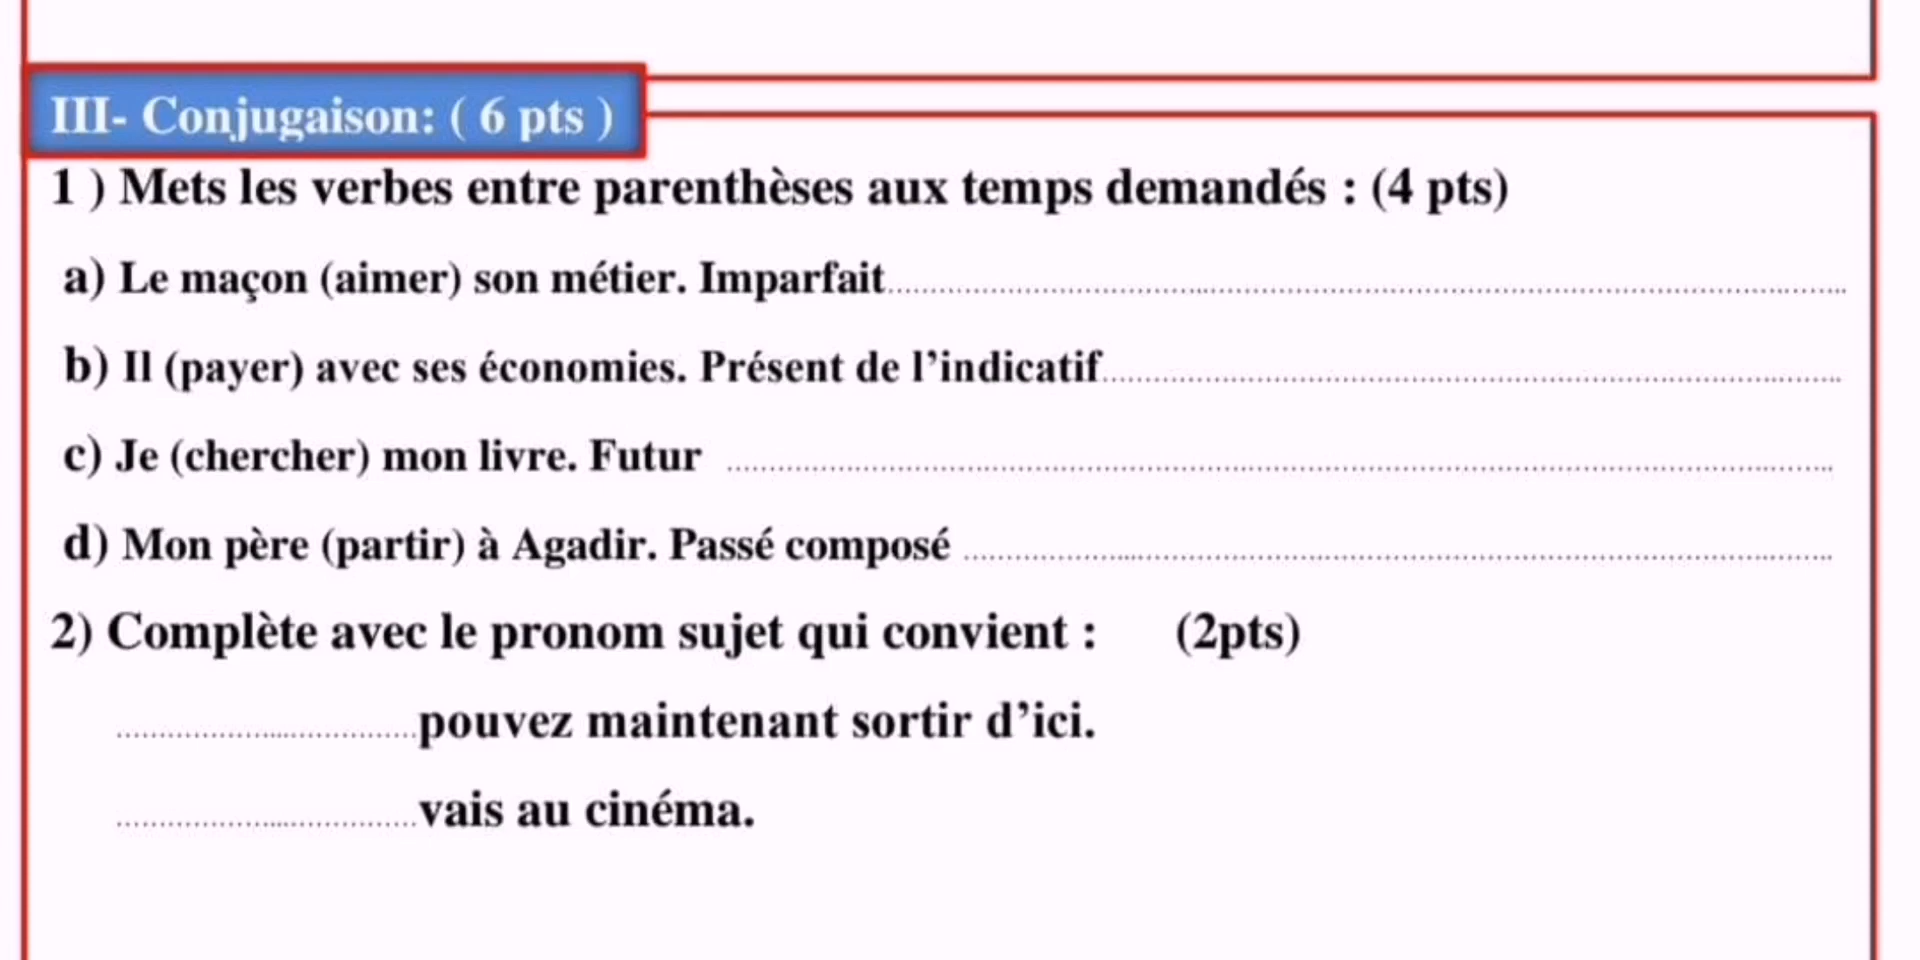 III- Conjugaison: ( 6 pts )
1 ) Mets les verbes entre parenthèses aux temps demandés : (4 pts)
a) Le maçon (aimer) son métier. Imparfait........................................
b) Il (payer) avec ses économies. Présent de l’indicatif........................................
c) Je (chercher) mon livre. Futur ........................................
d) Mon père (partir) à Agadir. Passé composé ........................................
2) Complète avec le pronom sujet qui convient : (2pts)
....................................pouvez maintenant sortir d’ici.
....................................vais au cinéma.